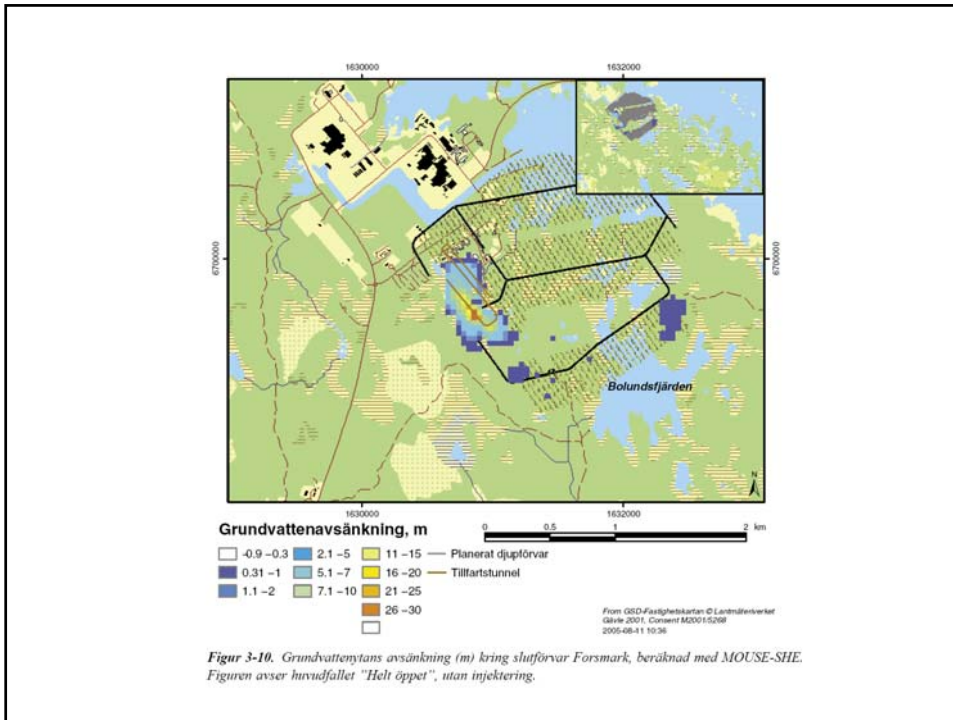 1630000 1632000
6700000 6700000
Bolundsfjärden
N
1630000 1632000
Grundvattenavsänkning, m
0 0.5 1 2 km
-0.9 –0.3 2.1 –5 11 –15 Planerat djupförvar
0.31 –1 5.1 –7 16 –20 Tillfartstunnel
1.1 –2 7.1 –10 21 –25
26 –30
From GSD-Fastighetskartan © Lantmäteriverket
Gävle 2001, Consent M2001/5268
2005-08-11 10:36
Figur 3-10. Grundvattenytans avsänkning (m) kring slutförvar Forsmark, beräknad med MOUSE-SHE.
Figuren avser huvudfallet ”Helt öppet”, utan injektering.